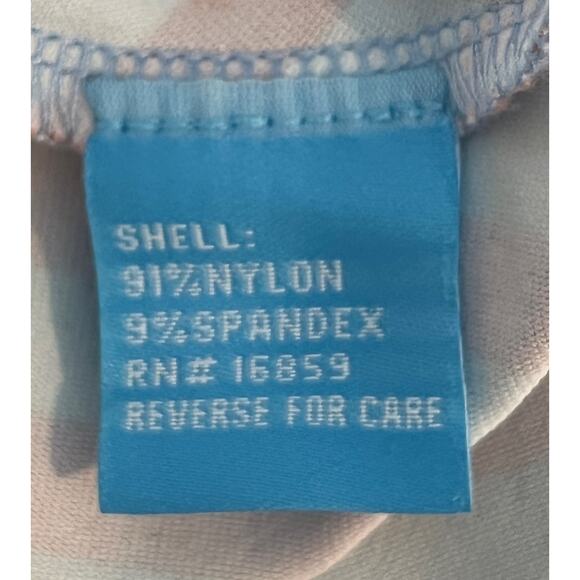 SHELL:
91%NYLON
9%SPANDEX
RN# 16859
REVERSE FOR CARE